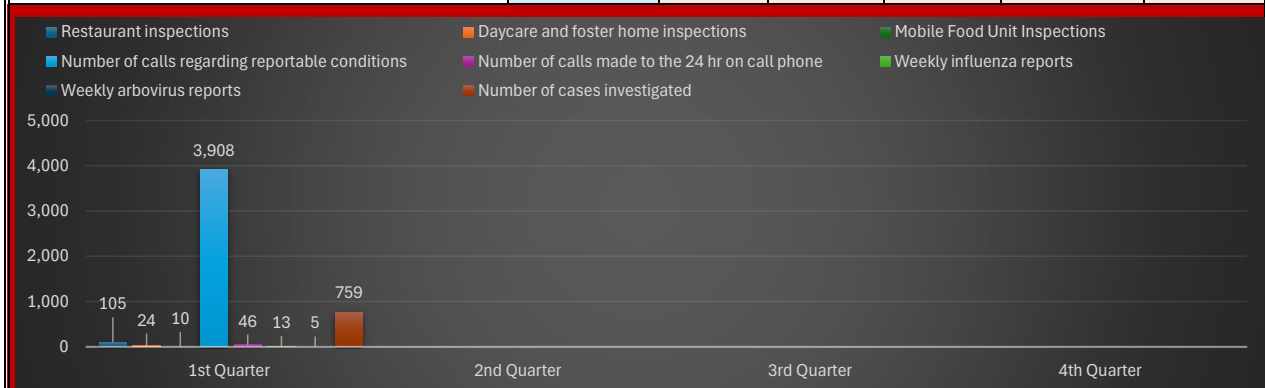 Restaurant inspections Daycare and foster home inspections Mobile Food Unit Inspections
Number of calls regarding reportable conditions Number of calls made to the 24 hr on call phone Weekly influenza reports
Weekly arbovirus reports Number of cases investigated
5,000
3,908
4,000
3,000
2,000
1,000
105 24 10 46 13 5 759
0
1st Quarter 2nd Quarter 3rd Quarter 4th Quarter